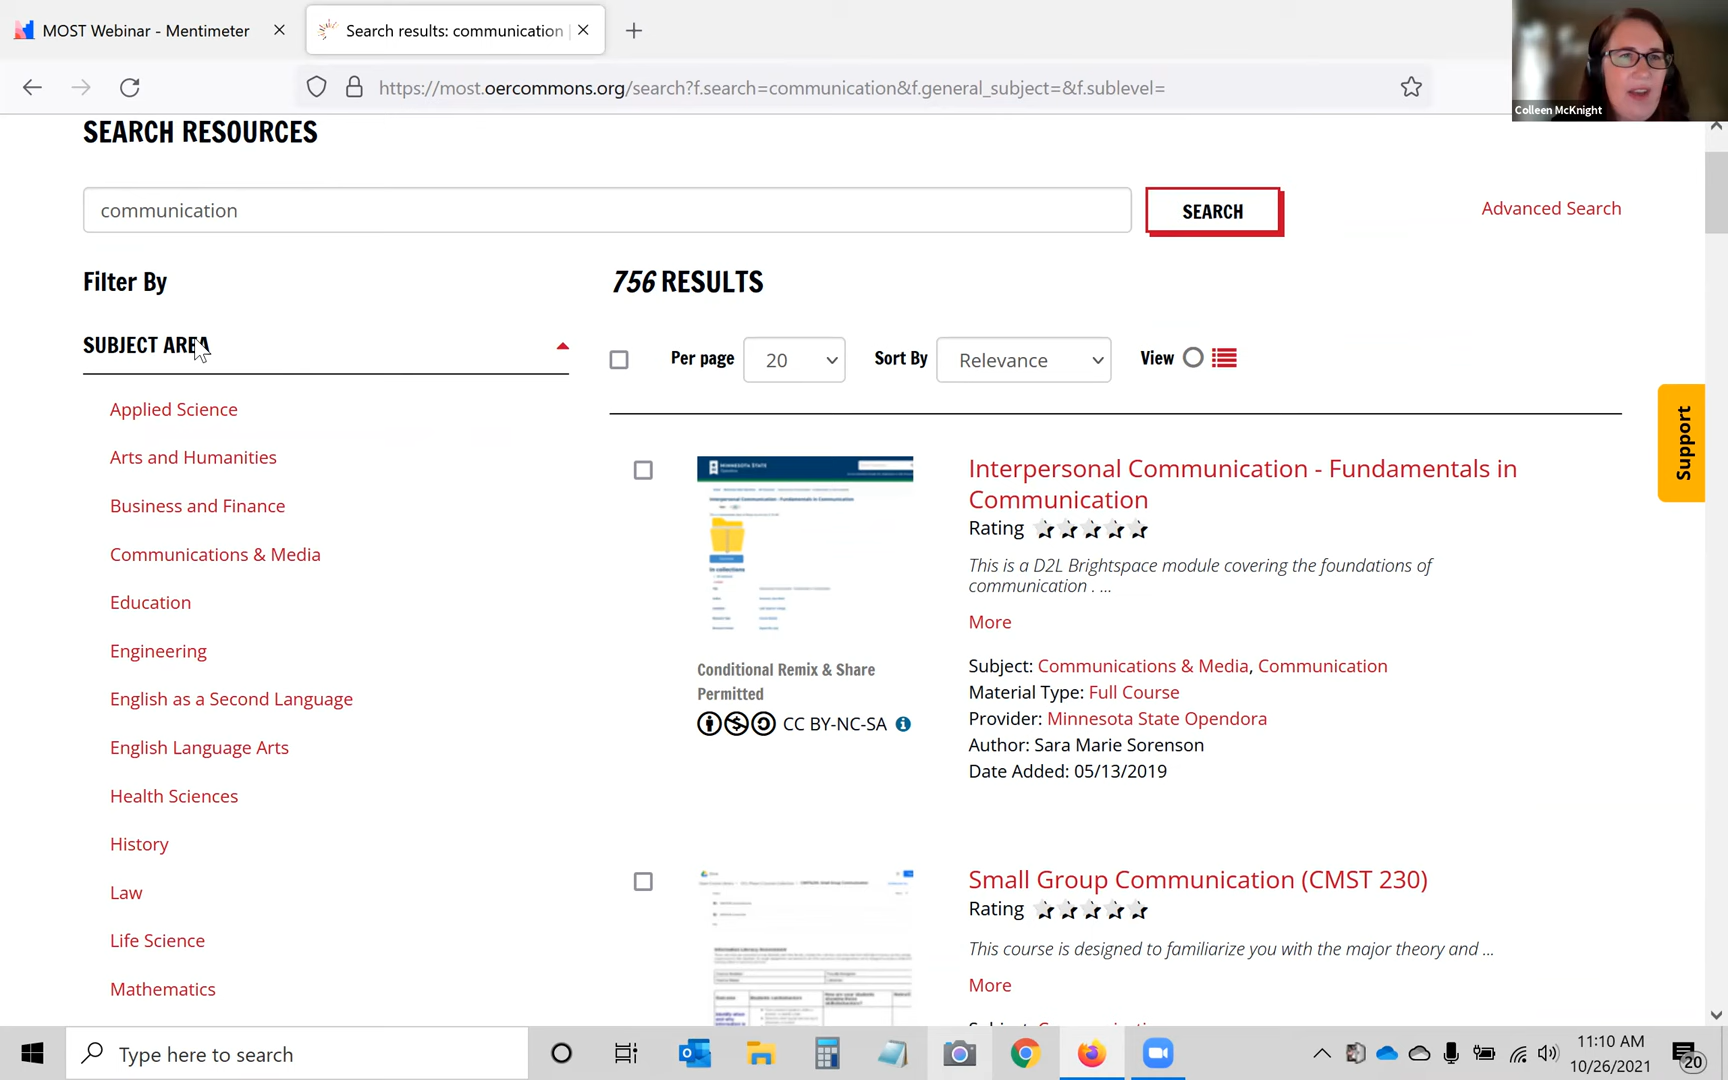 MOST Webinar - Mentimeter
Search results: communication
https://most.oercommons.org/search?f.search=communication&f.general_subject=&f.sublevel=
Colleen McKnight
SEARCH RESOURCES
communication
SEARCH
Advanced Search
Filter By
756 RESULTS
SUBJECT AREA
Per page
20
Sort By
Relevance
View
Applied Science
Arts and Humanities
Business and Finance
Communications & Media
Education
Engineering
English as a Second Language
English Language Arts
Health Sciences
History
Law
Life Science
Mathematics
Interpersonal Communication - Fundamentals in
Communication
Rating
This is a D2L Brightspace module covering the foundations of
communication . ...
More
Conditional Remix & Share
Permitted
CC BY-NC-SA
Subject: Communications & Media, Communication
Material Type: Full Course
Provider: Minnesota State Opendora
Author: Sara Marie Sorenson
Date Added: 05/13/2019
Small Group Communication (CMST 230)
Rating
This course is designed to familiarize you with the major theory and ...
More
Support
Type here to search
11:10 AM
10/26/2021
20